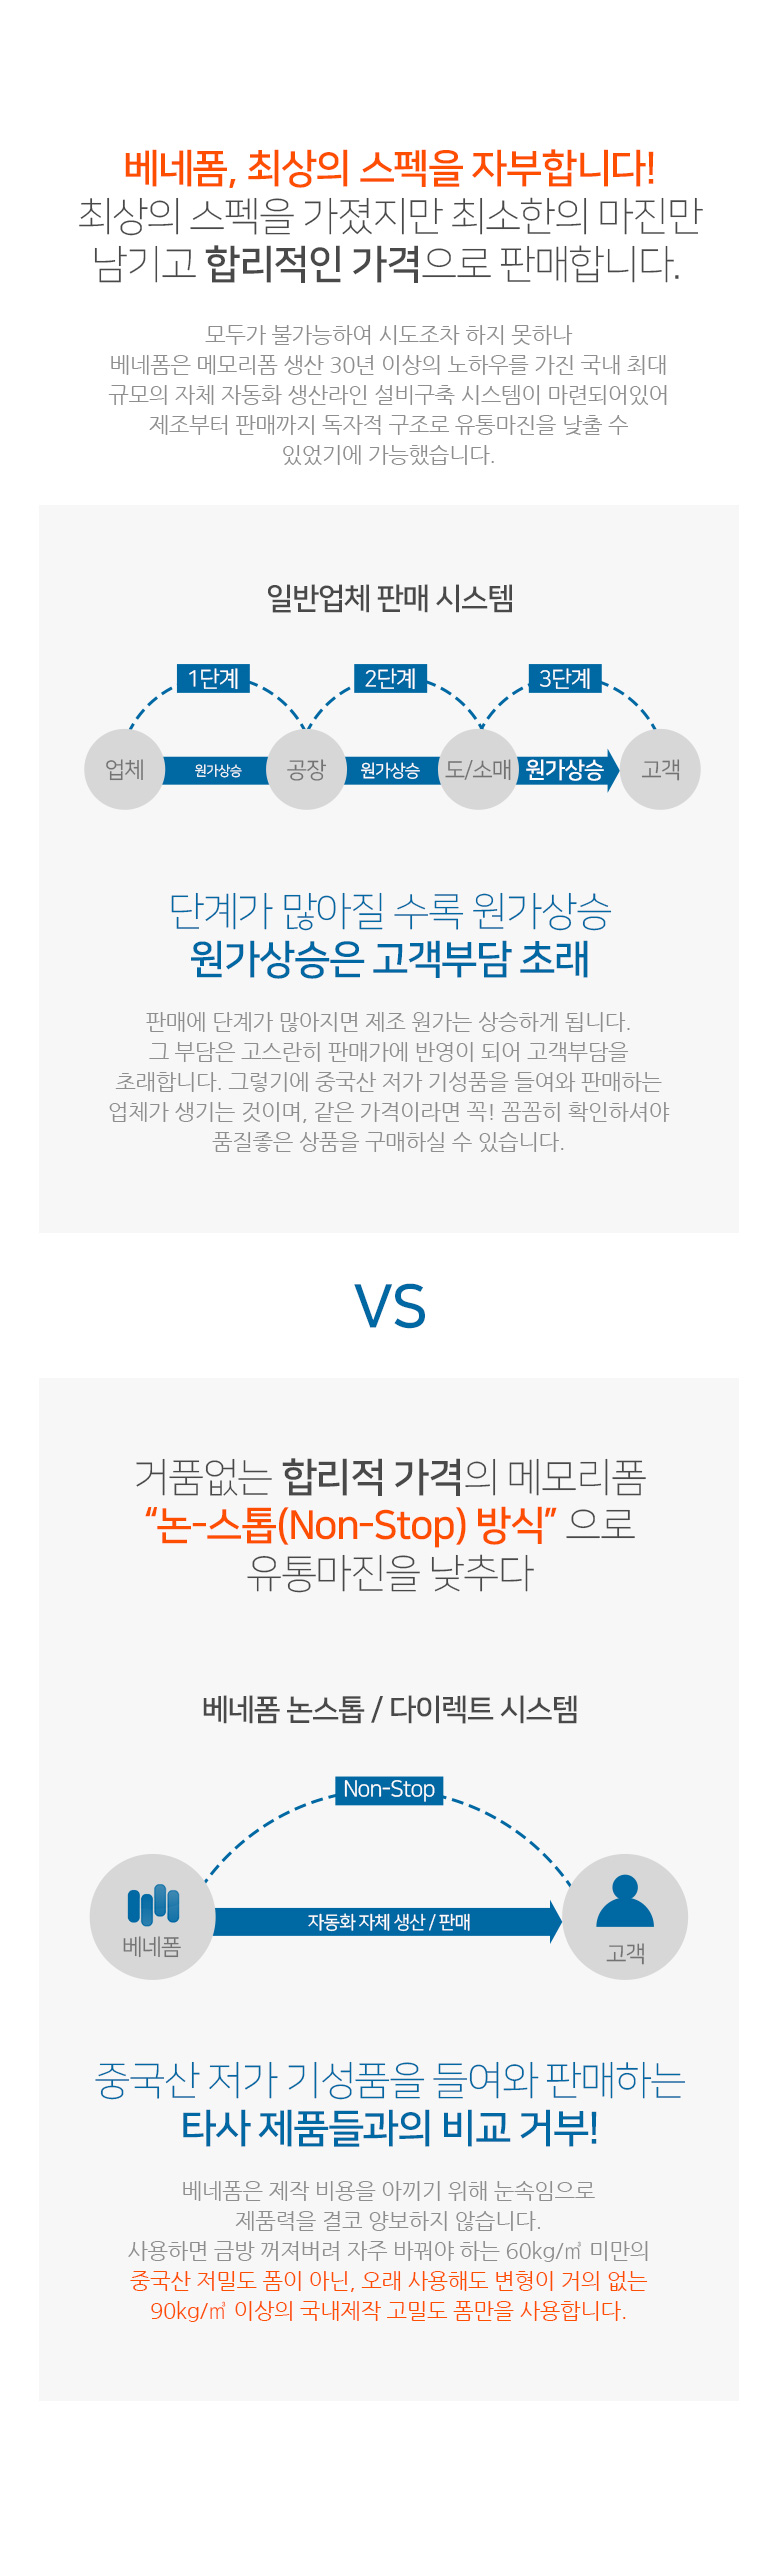 베네폼, 최상의 스펙을 자부합니다!
최상의 스펙을 가졌지만 최소한의 마진만
남기고 합리적인 가격으로 판매합니다.
모두가 불가능하여 시도조차 하지 못하나
베네폼은 메모리폼 생산 30년 이상의 노하우를 가진 국내 최대
규모의 자체 자동화 생산라인 설비구축 시스템이 마련되어있어
제조부터 판매까지 독자적 구조로 유통마진을 낮출 수
있었기에 가능했습니다.
일반업체 판매 시스템
1단계 2단계 3단계
업체 원가상승 공장 원가상승 도/소매 원가상승 고객
단계가 많아질 수록 원가상승
원가상승은 고객부담 초래
판매에 단계가 많아지면 제조 원가는 상승하게 됩니다.
그 부담은 고스란히 판매가에 반영이 되어 고객부담을
초래합니다. 그렇기에 중국산 저가 기성품을 들여와 판매하는
업체가 생기는 것이며, 같은 가격이라면 꼭! 꼼꼼히 확인하셔야
품질좋은 상품을 구매하실 수 있습니다.
VS
거품없는 합리적 가격의 메모리폼
“논-스톱(Non-Stop) 방식” 으로
유통마진을 낮추다
베네폼 논스톱 / 다이렉트 시스템
Non-Stop
자동화 자체 생산 / 판매
베네폼
고객
중국산 저가 기성품을 들여와 판매하는
타사 제품들과의 비교 거부!
베네폼은 제작 비용을 아끼기 위해 눈속임으로
제품력을 결코 양보하지 않습니다.
사용하면 금방 꺼져버려 자주 바꿔야 하는 60kg/㎥ 미만의
중국산 저밀도 폼이 아닌, 오래 사용해도 변형이 거의 없는
90kg/㎥ 이상의 국내제작 고밀도 폼만을 사용합니다.